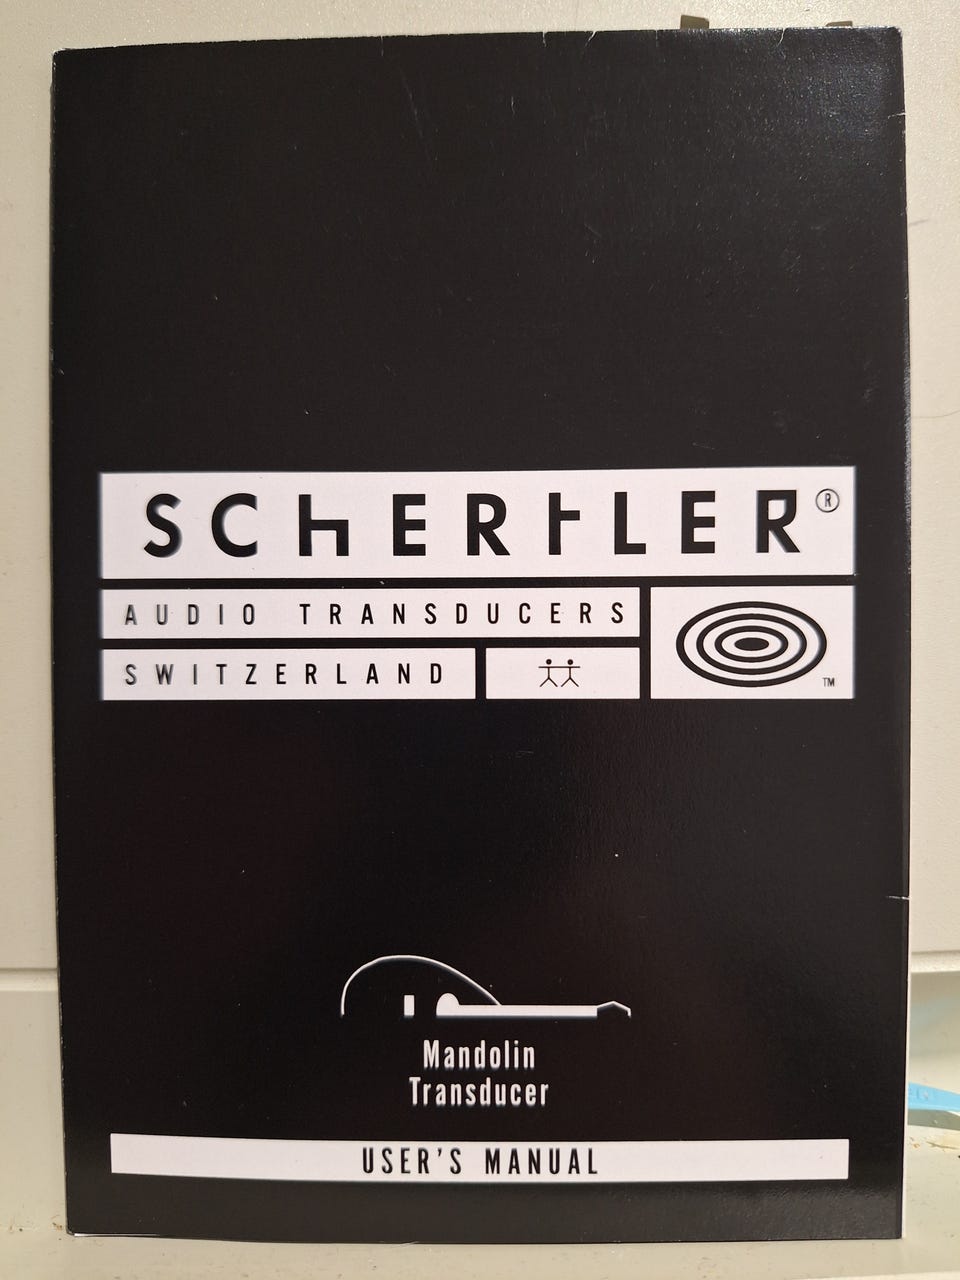 SCHERTLER®
AUDIO TRANSDUCERS
SWITZERLAND
TM
Mandolin
Transducer
USER'S MANUAL